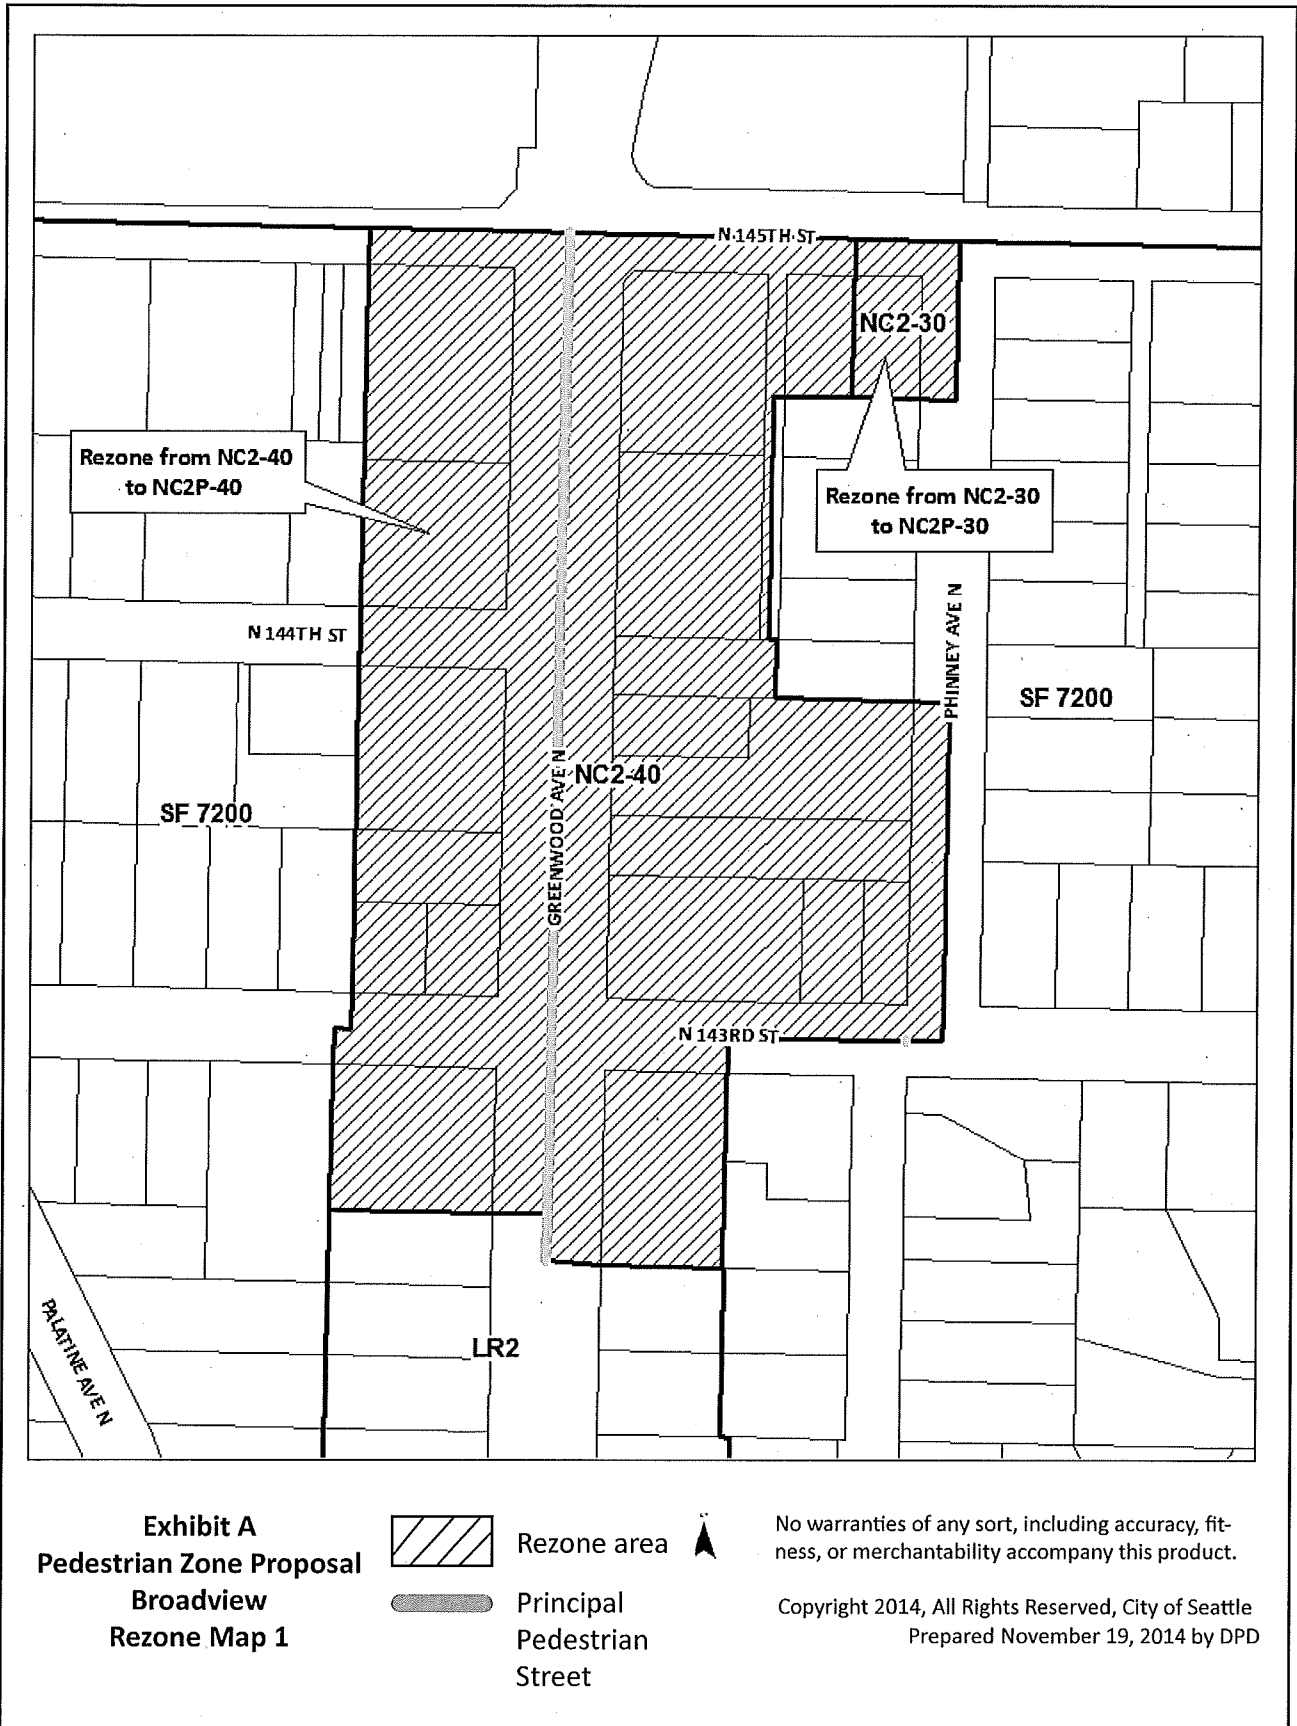 N 145TH ST
NC2-30
Rezone from NC2-40
to NC2P-40
Rezone from NC2-30
to NC2P-30
N 144TH ST
PHINNEY AVE N
SF 7200
NC2-40
SF 7200
GREENWOOD AVE N
N 143RD ST
PALATINE AVE N
LR2
Exhibit A
Pedestrian Zone Proposal
Broadview
Rezone Map 1
Rezone area
Principal
Pedestrian
Street
No warranties of any sort, including accuracy, fit-
ness, or merchantability accompany this product.
Copyright 2014, All Rights Reserved, City of Seattle
Prepared November 19, 2014 by DPD